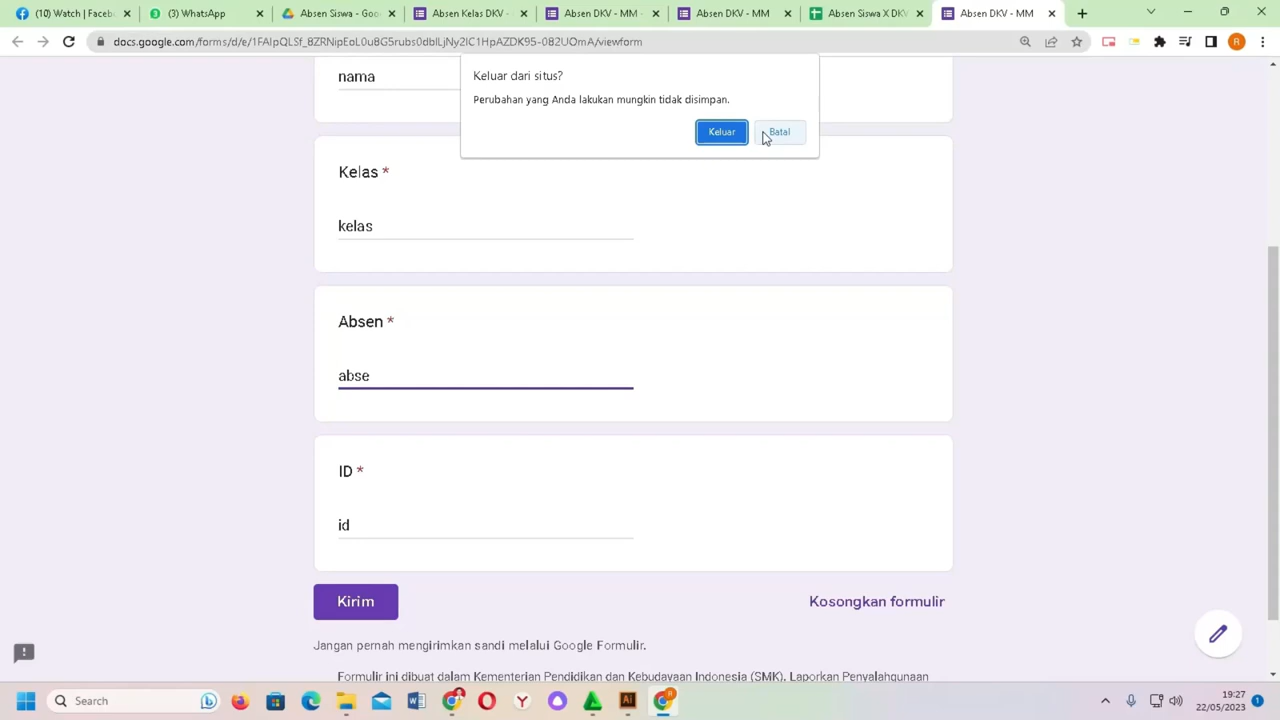 (10) Watch | Facebo
(3) WhatsApp
Absen Siswa - Goo
Absen Kelas DKV -
Absen DKV - MM -
Absen DKV - MM
Absen Siswa X DKV
Absen DKV - MM
docs.google.com/forms/d/e/1FAIpQLSf_8ZRNipEoL0u8G5rubs0dblLjNy2lC1HpAZDK95-082UOmA/viewform
Keluar dari situs?
Perubahan yang Anda lakukan mungkin tidak disimpan.
Keluar
Batal
nama
Kelas *
kelas
Absen *
abse
ID *
id
Kirim
Kosongkan formulir
Jangan pernah mengirimkan sandi melalui Google Formulir.
Formulir ini dibuat dalam Kementerian Pendidikan dan Kebudayaan Indonesia (SMK). Laporkan Penyalahgunaan
Search
19:27
22/05/2023